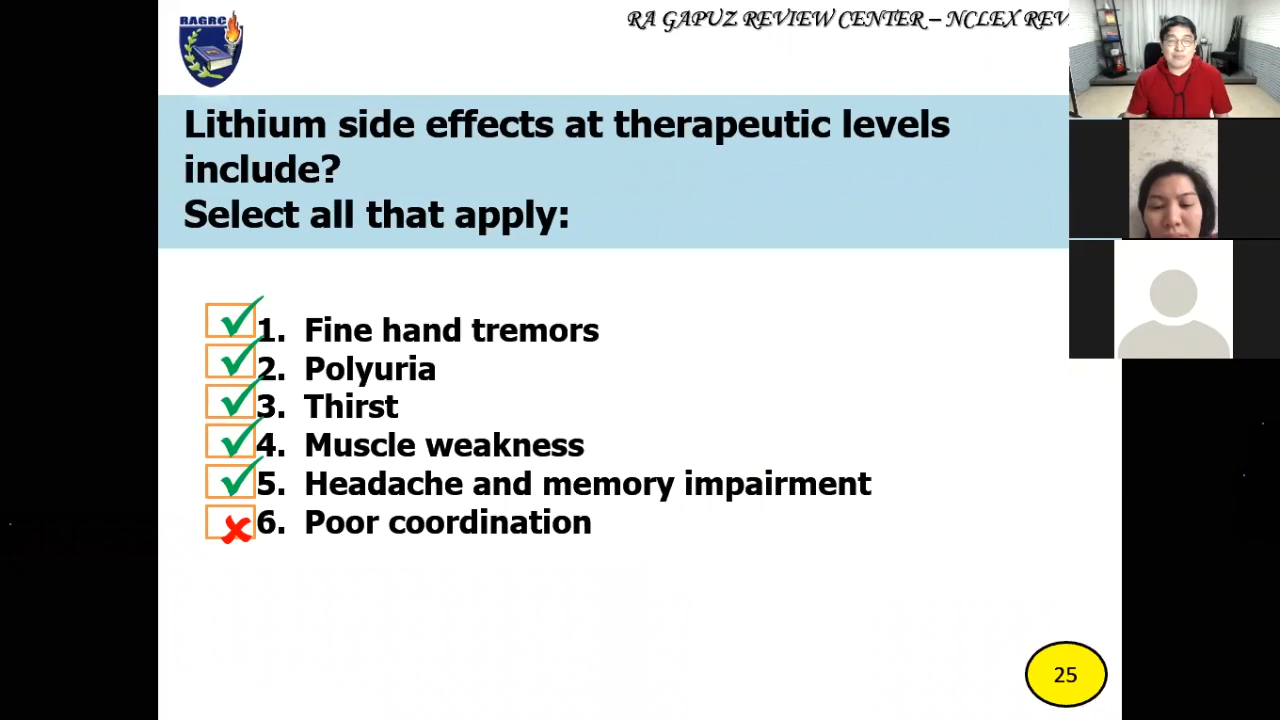 RAGRC
RA GAPUZ REVIEW CENTER – NCLEX REV
Lithium side effects at therapeutic levels
include?
Select all that apply:
1. Fine hand tremors
2. Polyuria
3. Thirst
4. Muscle weakness
5. Headache and memory impairment
6. Poor coordination
25